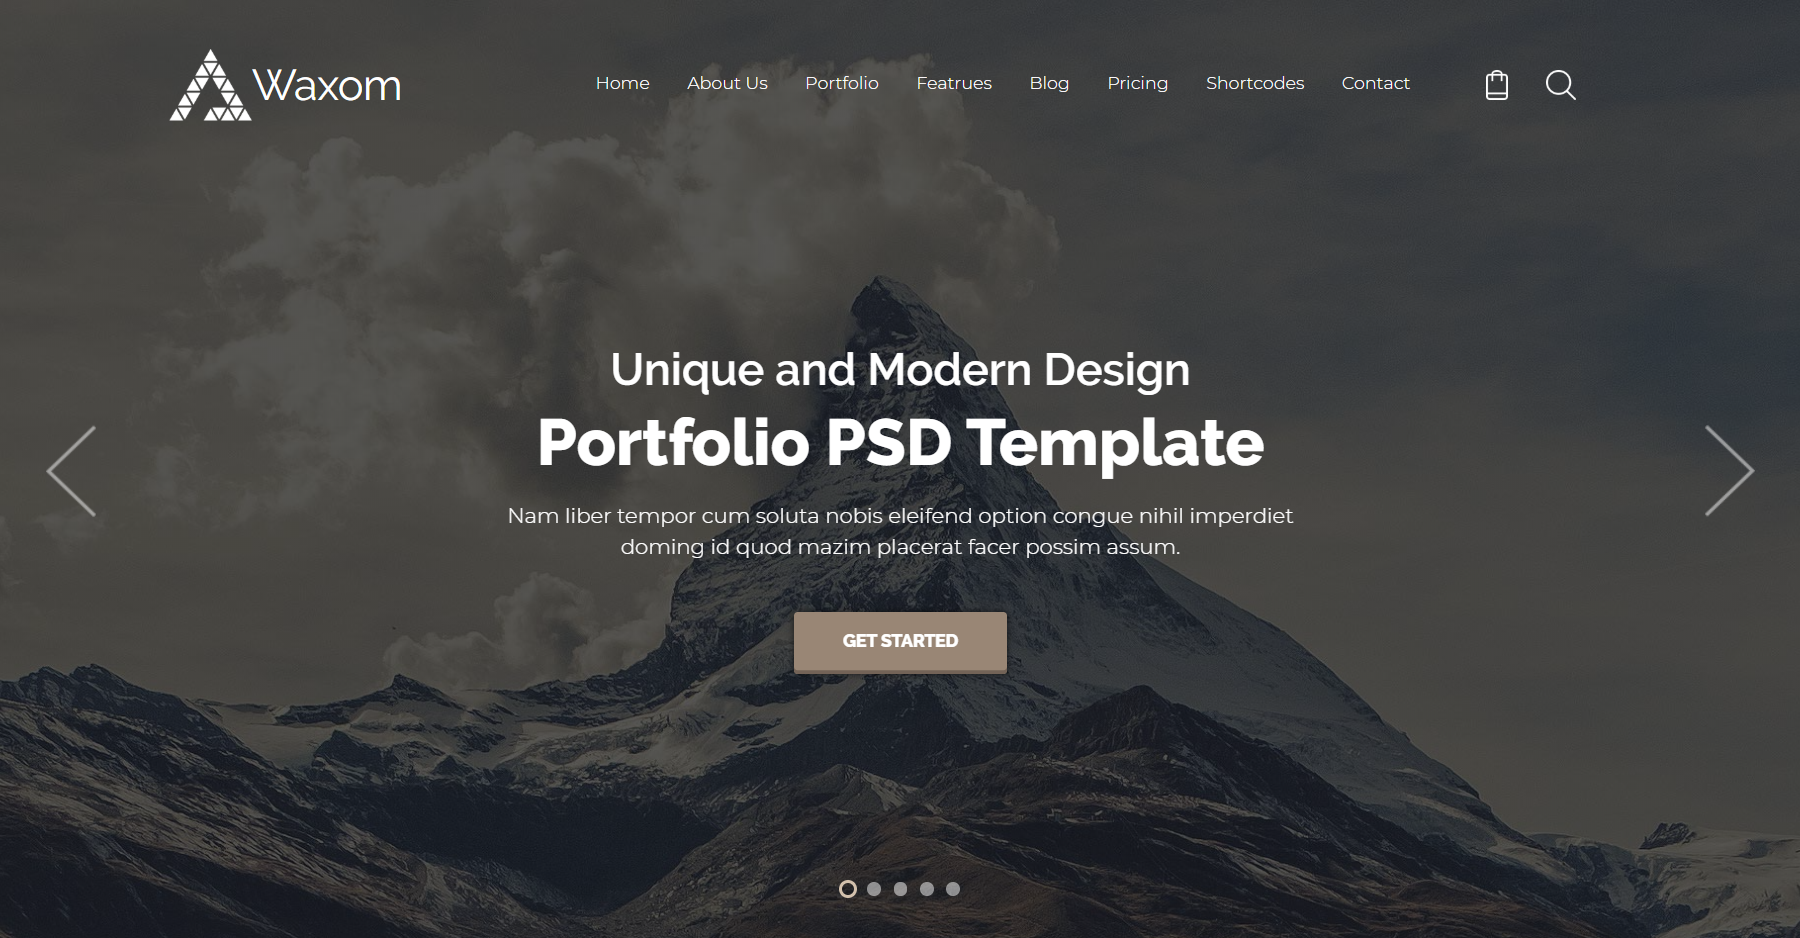 Waxom
Home About Us Portfolio Featrues Blog Pricing Shortcodes Contact
Unique and Modern Design
Portfolio PSD Template
Nam liber tempor cum soluta nobis eleifend option congue nihil imperdiet
doming id quod mazim placerat facer possim assum.
GET STARTED